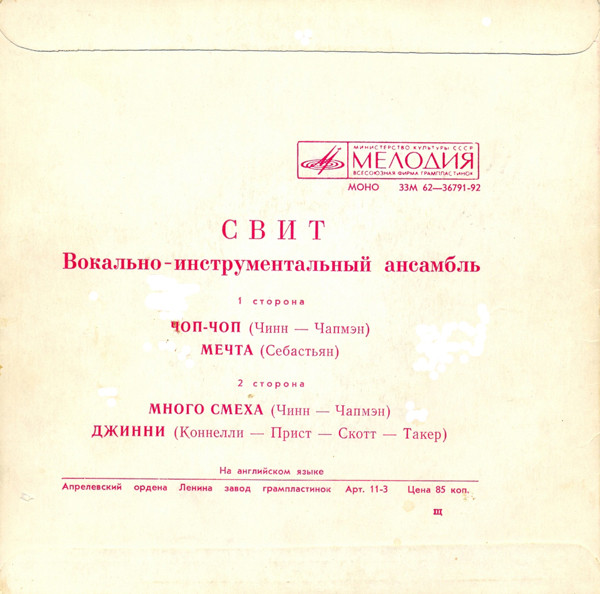 МИНИСТЕРСТВО КУЛЬТУРЫ СССР
МЕЛОДИЯ
ВСЕСОЮЗНАЯ ФИРМА ГРАМПЛАСТИНОК
МОНО 33М 62—36791-92
СВИТ
Вокально-инструментальный ансамбль
1 сторона
ЧОП-ЧОП (Чинн — Чапмэн)
МЕЧТА (Себастьян)
2 сторона
МНОГО СМЕХА (Чинн — Чапмэн)
ДЖИННИ (Коннелли — Прист — Скотт — Такер)
На английском языке
Апрелевский ордена Ленина завод грампластинок Арт. 11-3 Цена 85 коп.
щ